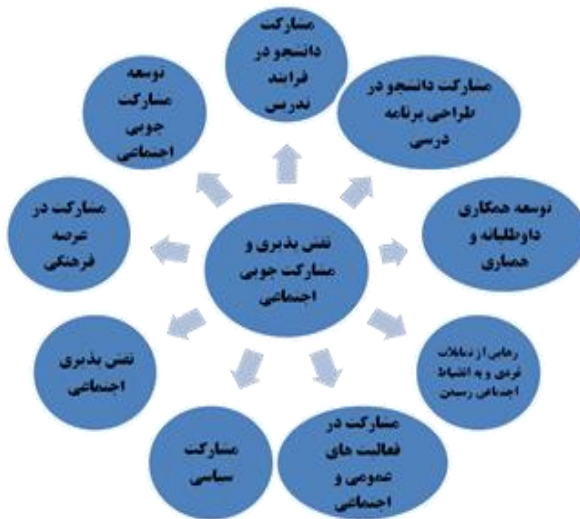 مشارکت
دانشجو در
فرایند
تدریس
مشارکت دانشجو در
طراحی برنامه
درسی
توسعه همکاری
داوطلبانه و
همیاری
رهایی از تمایلات
فردی و به انضباط
اجتماعی رسیدن
مشارکت در
فعالیت های
عمومی و
اجتماعی
مشارکت
سیاسی
نقش پذیری
اجتماعی
مشارکت در
عرصه
فرهنگی
توسعه
مشارکت
جویی
اجتماعی
نقش پذیری و
مشارکت جویی
اجتماعی